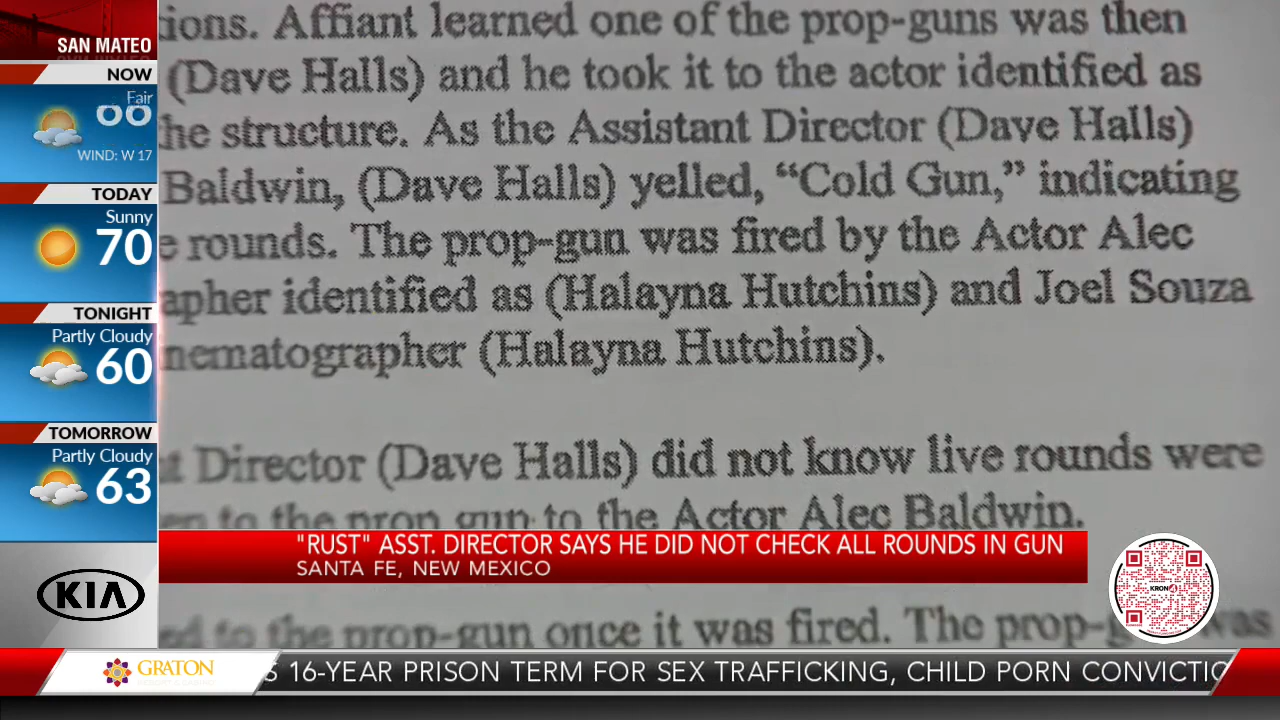 SAN MATEO
NOW
Fair
WIND: W 17
TODAY
Sunny
70
TONIGHT
Partly Cloudy
60
TOMORROW
Partly Cloudy
63
KIA
ions. Affiant learned one of the prop-guns was then
(Dave Halls) and he took it to the actor identified as
he structure. As the Assistant Director (Dave Halls)
Baldwin, (Dave Halls) yelled, “Cold Gun,” indicating
e rounds. The prop-gun was fired by the Actor Alec
apher identified as (Halayna Hutchins) and Joel Souza
nematographer (Halayna Hutchins).
t Director (Dave Halls) did not know live rounds were
en to the prop gun to the Actor Alec Baldwin.
"RUST" ASST. DIRECTOR SAYS HE DID NOT CHECK ALL ROUNDS IN GUN
SANTA FE, NEW MEXICO
KRON4
ed to the prop-gun once it was fired. The prop-g was
GRATON
S 16-YEAR PRISON TERM FOR SEX TRAFFICKING, CHILD PORN CONVICTIO